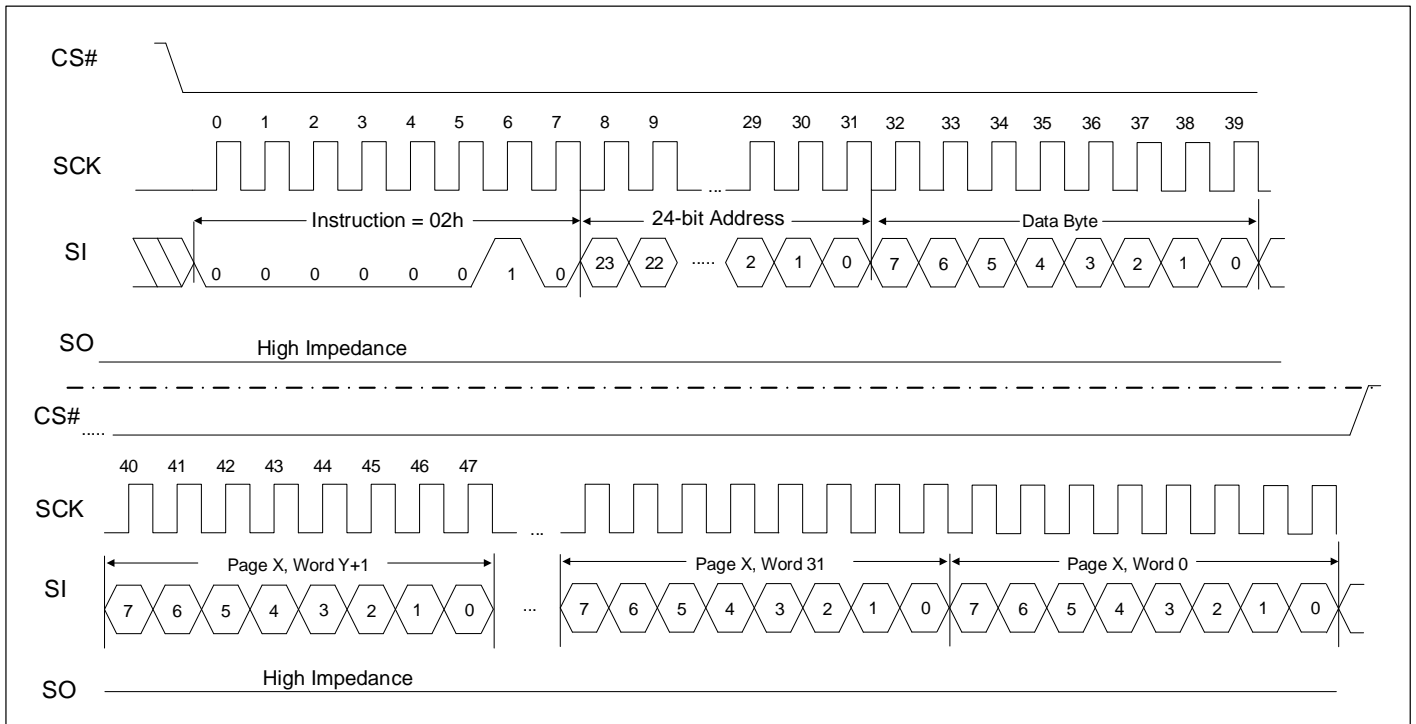 CS#
0 1 2 3 4 5 6 7 8 9 29 30 31 32 33 34 35 36 37 38 39
SCK ...
Instruction = 02h 24-bit Address Data Byte
SI 0 0 0 0 0 0 1 0 23 22 ..... 2 1 0 7 6 5 4 3 2 1 0
SO High Impedance
CS# .....
40 41 42 43 44 45 46 47
SCK ...
Page X, Word Y+1 Page X, Word 31 Page X, Word 0
SI 7 6 5 4 3 2 1 0 ... 7 6 5 4 3 2 1 0 7 6 5 4 3 2 1 0
SO High Impedance